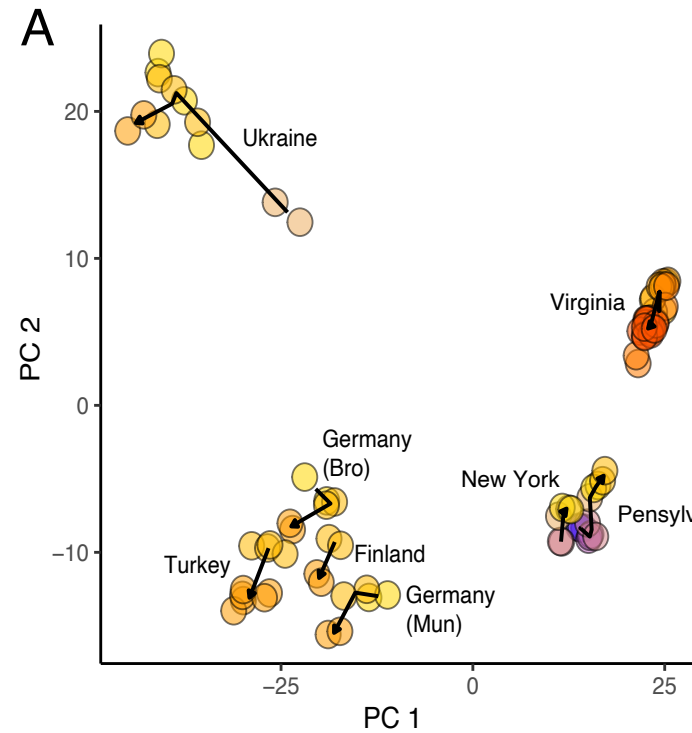 A
20
Ukraine
10
Virginia
PC 2
0
Germany
(Bro)
New York
Pensylv
−10
Turkey
Finland
Germany
(Mun)
−25
0
25
PC 1